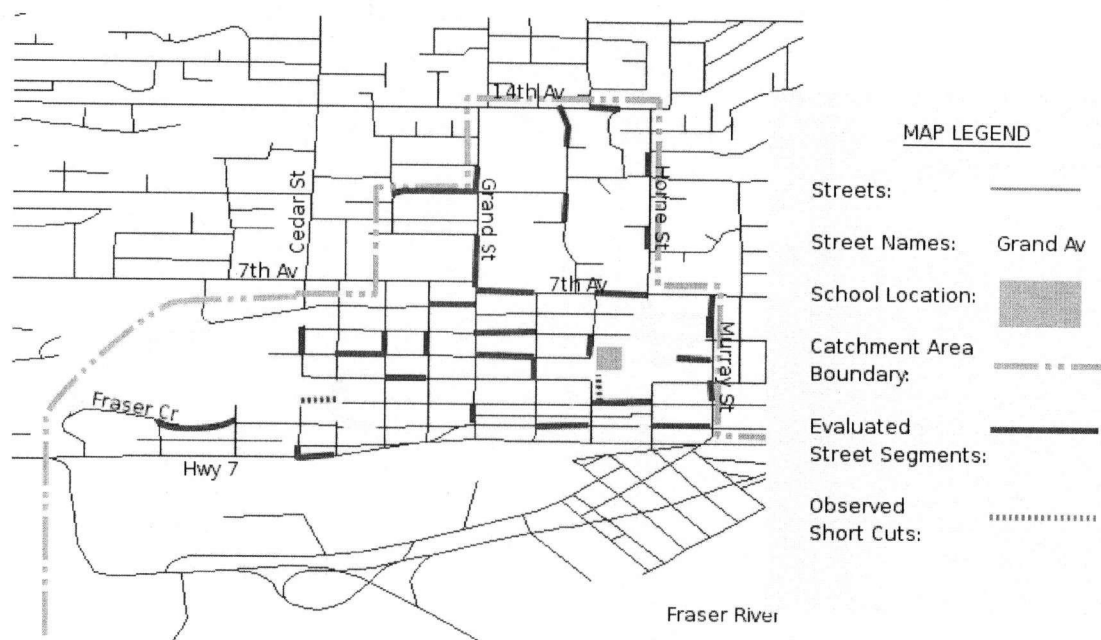 14th Av
Cedar St
Grand St
Horne St
7th Av
7th Av
Murray St
Fraser Cr
Hwy 7
Fraser River
MAP LEGEND
Streets:
Street Names: Grand Av
School Location:
Catchment Area
Boundary:
Evaluated
Street Segments:
Observed
Short Cuts: